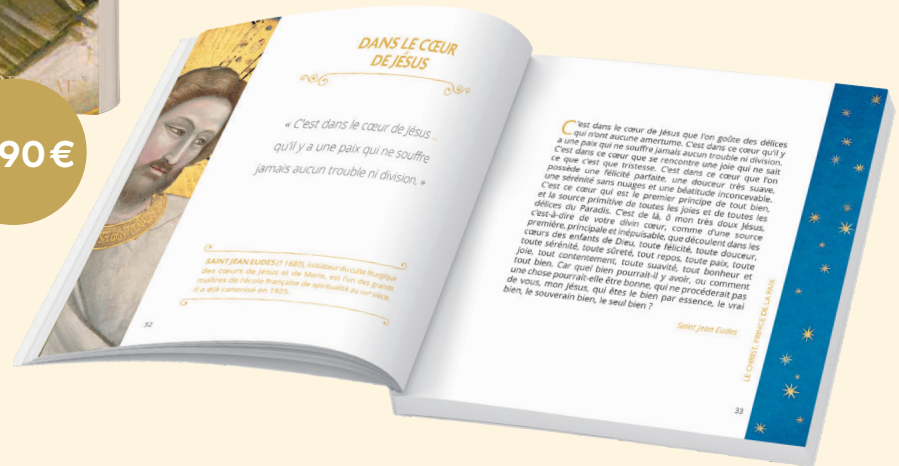 90 €
DANS LE CŒUR
DE JÉSUS
« C'est dans le cœur de Jésus
qu'il y a une paix qui ne souffre
jamais aucun trouble ni division. »
SAINT JEAN EUDES († 1680), initiateur du culte liturgique
des cœurs de Jésus et de Marie, est l'un des grands
maîtres de l'école française de spiritualité au XVIIe siècle.
Il a été canonisé en 1925.
32
C'est dans le cœur de Jésus que l'on goûte des délices
qui n'ont aucune amertume. C'est dans ce cœur qu'il y
a une paix qui ne souffre jamais aucun trouble ni division.
C'est dans ce cœur que se rencontre une joie qui ne sait
ce que c'est que tristesse. C'est dans ce cœur que l'on
possède une félicité parfaite, une douceur très suave,
une sérénité sans nuages et une béatitude inconcevable.
C'est ce cœur qui est le premier principe de tout bien,
et la source primitive de toutes les joies et de toutes les
délices du Paradis. C'est de là, ô mon très doux Jésus,
c'est-à-dire de votre divin cœur, comme d'une source
première, principale et inépuisable, que découlent dans les
cœurs des enfants de Dieu, toute félicité, toute douceur,
toute sérénité, toute sûreté, tout repos, toute paix, toute
joie, tout contentement, toute suavité, tout bonheur et
tout bien. Car quel bien pourrait-il y avoir, ou comment
une chose pourrait-elle être bonne, qui ne procéderait pas
de vous, mon Jésus, qui êtes le bien par essence, le vrai
bien, le souverain bien, le seul bien ?
Saint Jean Eudes
LE CHRIST, PRINCE DE LA PAIX
33